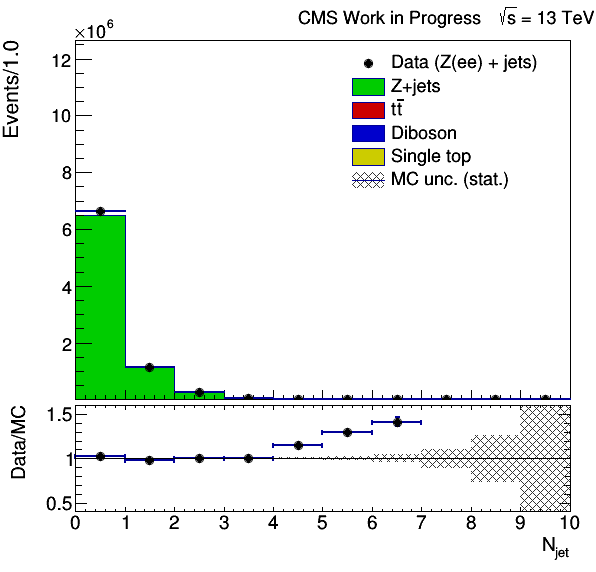 CMS Work in Progress √s = 13 TeV
×10⁶
Events/1.0
12
10
8
6
4
2
Data (Z(ee) + jets)
Z+jets
tt̄
Diboson
Single top
MC unc. (stat.)
Data/MC
1.5
1
0.5
0 1 2 3 4 5 6 7 8 9 10
N_jet